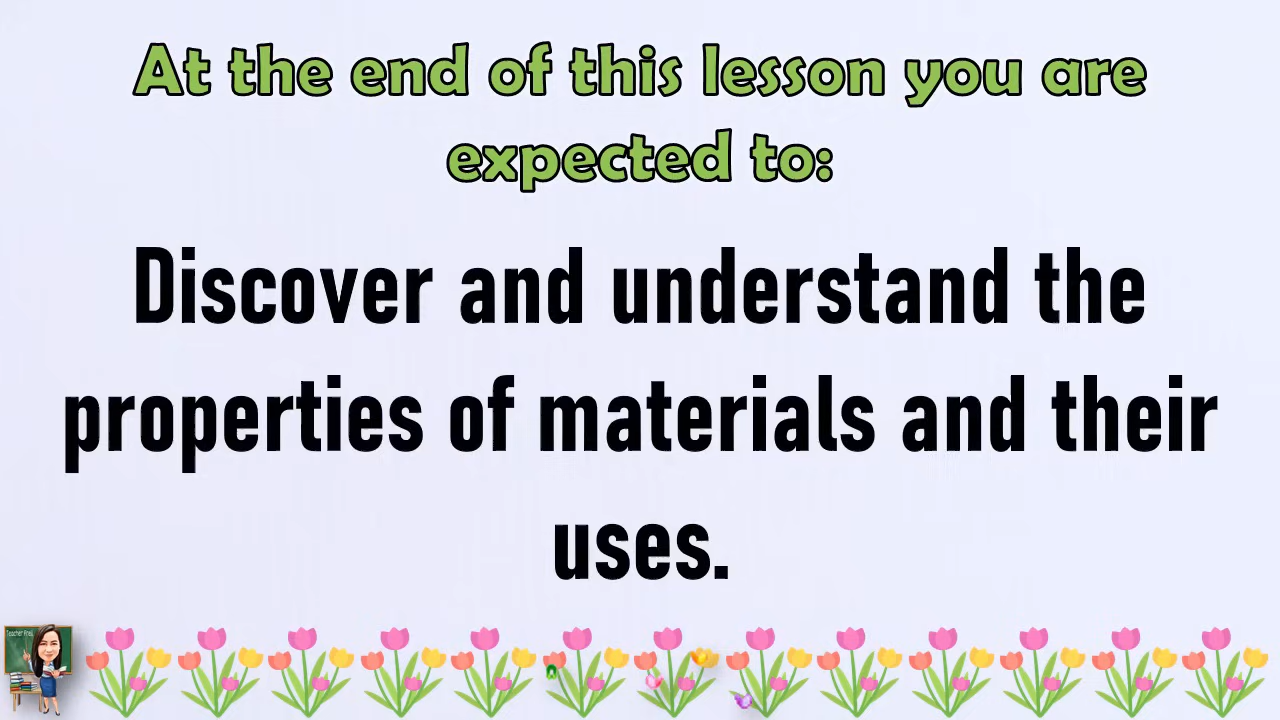 At the end of this lesson you are
expected to:
Discover and understand the
properties of materials and their
uses.